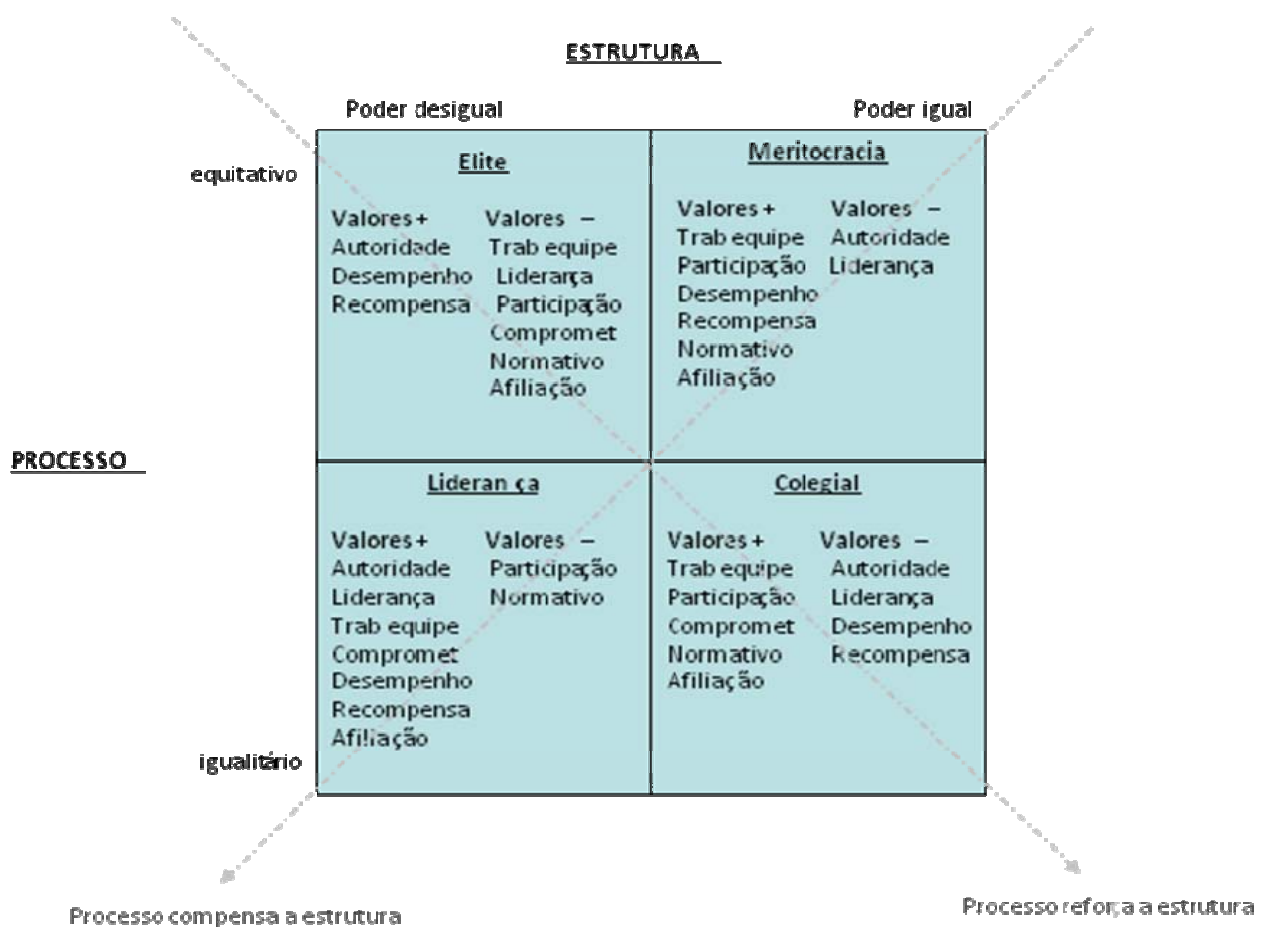 ESTRUTURA
Poder desigual Poder igual
equitativo
Elite
Valores + Valores –
Autoridade Trab equipe
Desempenho Liderança
Recompensa Participação
Compromet
Normativo
Afiliação
Meritocracia
Valores + Valores –
Trab equipe Autoridade
Participação Liderança
Desempenho
Recompensa
Normativo
Afiliação
PROCESSO
Lideran ça
Valores + Valores –
Autoridade Participação
Liderança Normativo
Trab equipe
Compromet
Desempenho
Recompensa
Afiliação
Colegial
Valores + Valores –
Trab equipe Autoridade
Participação Liderança
Compromet Desempenho
Normativo Recompensa
Afiliação
igualitário
Processo compensa a estrutura
Processo reforça a estrutura